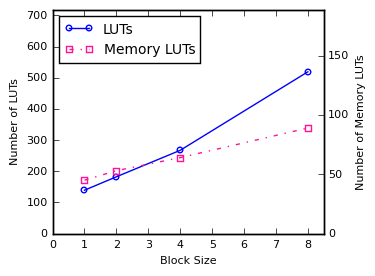 LUTs
Memory LUTs
700
600
500
400
300
200
100
0
150
100
50
0
0 1 2 3 4 5 6 7 8
Number of LUTs
Number of Memory LUTs
Block Size